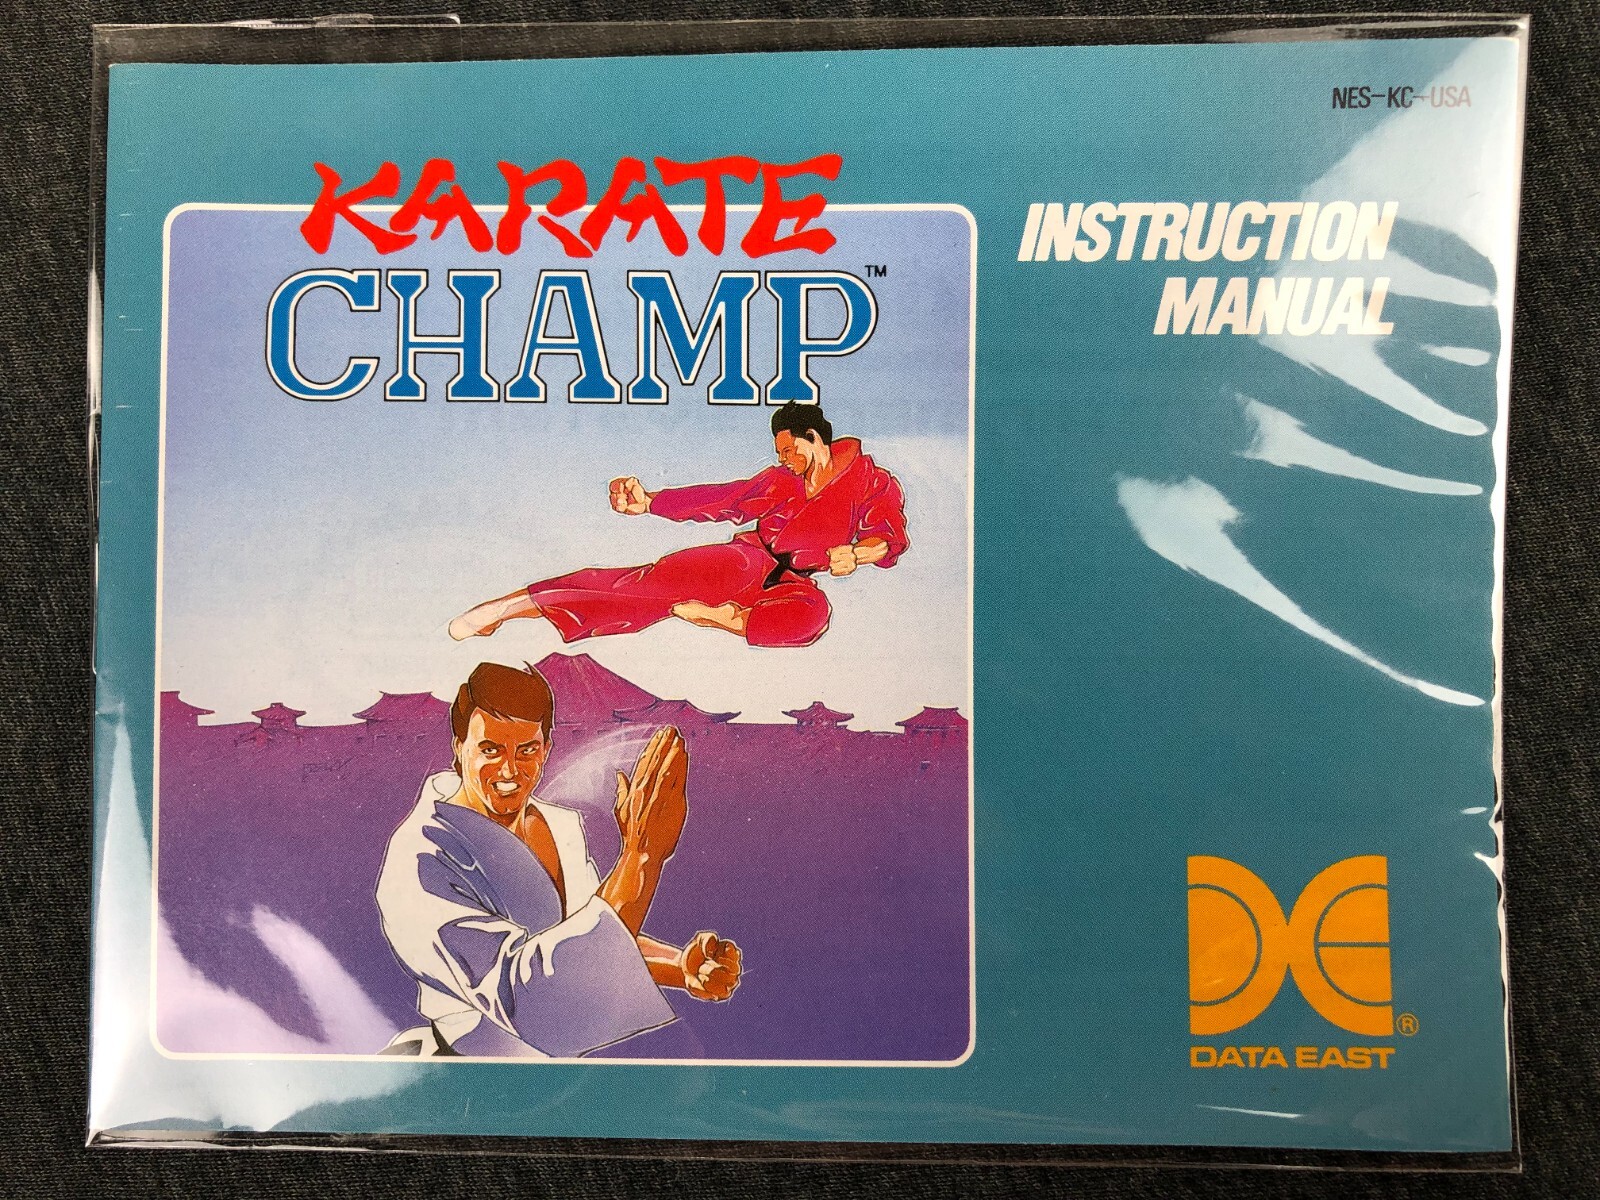 NES-KC-USA
KARATE
CHAMP™
INSTRUCTION
MANUAL
DATA EAST®